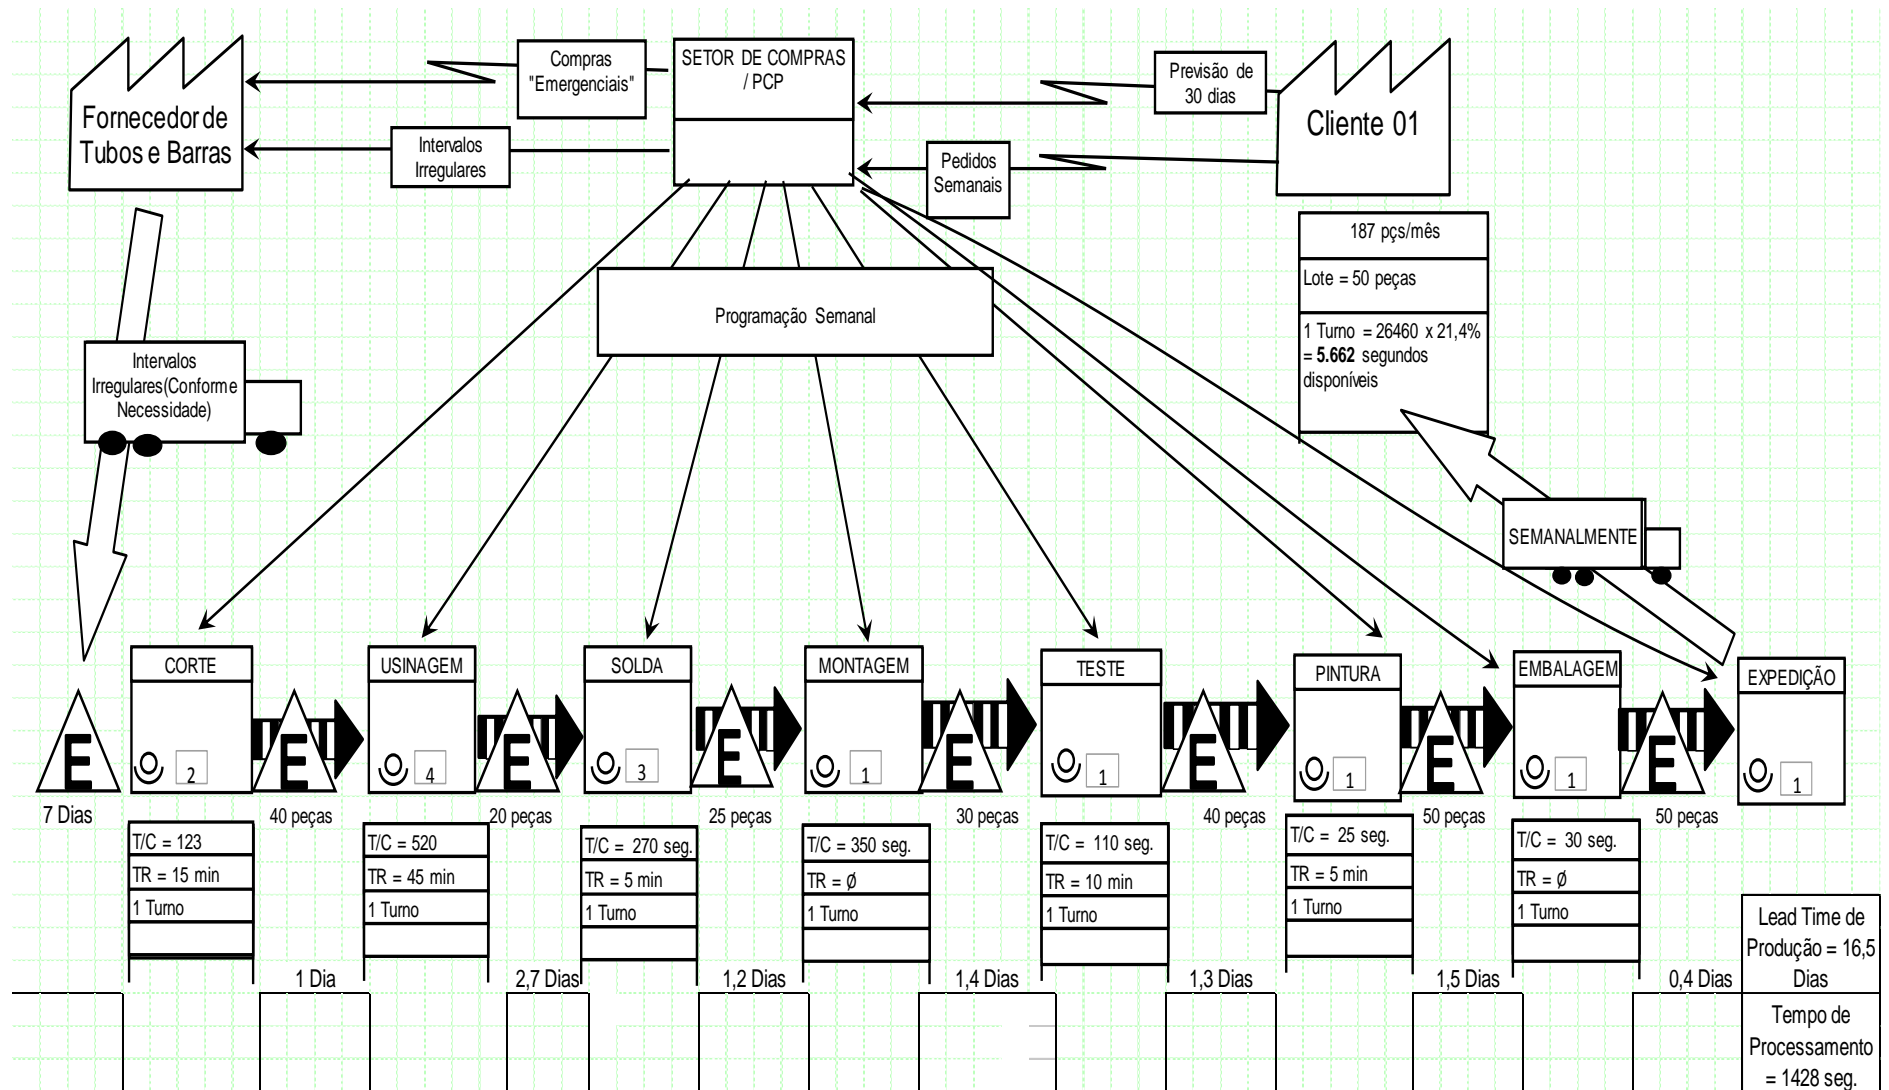 Fornecedor de
Tubos e Barras
Compras
"Emergenciais"
Intervalos
Irregulares
SETOR DE COMPRAS
/ PCP
Previsão de
30 dias
Pedidos
Semanais
Cliente 01
187 pçs/mês
Lote = 50 peças
1 Turno = 26460 x 21,4%
= 5.662 segundos
disponíveis
Programação Semanal
Intervalos
Irregulares(Conforme
Necessidade)
SEMANALMENTE
CORTE
USINAGEM
SOLDA
MONTAGEM
TESTE
PINTURA
EMBALAGEM
EXPEDIÇÃO
E
2
E
4
E
3
E
1
E
1
E
1
E
1
E
1
7 Dias
40 peças
20 peças
25 peças
30 peças
40 peças
50 peças
50 peças
T/C = 123
TR = 15 min
1 Turno
T/C = 520
TR = 45 min
1 Turno
T/C = 270 seg.
TR = 5 min
1 Turno
T/C = 350 seg.
TR = Ø
1 Turno
T/C = 110 seg.
TR = 10 min
1 Turno
T/C = 25 seg.
TR = 5 min
1 Turno
T/C = 30 seg.
TR = Ø
1 Turno
1 Dia
2,7 Dias
1,2 Dias
1,4 Dias
1,3 Dias
1,5 Dias
0,4 Dias
Lead Time de
Produção = 16,5
Dias
Tempo de
Processamento
= 1428 seg.